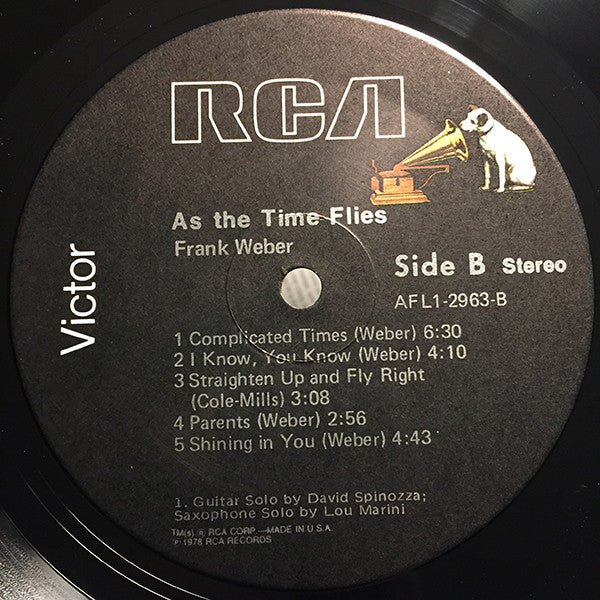 RCA
Victor
As the Time Flies
Frank Weber
Side B Stereo
AFL1-2963-B
1 Complicated Times (Weber) 6:30
2 I Know, You Know (Weber) 4:10
3 Straighten Up and Fly Right
(Cole-Mills) 3:08
4 Parents (Weber) 2:56
5 Shining in You (Weber) 4:43
1. Guitar Solo by David Spinozza;
Saxophone Solo by Lou Marini
TM(s) ® RCA CORP.—MADE IN U.S.A.
℗ 1978 RCA RECORDS